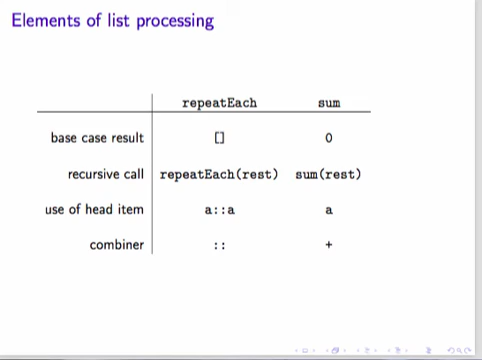 Elements of list processing
repeatEach sum
base case result [] 0
recursive call repeatEach(rest) sum(rest)
use of head item a::a a
combiner :: +